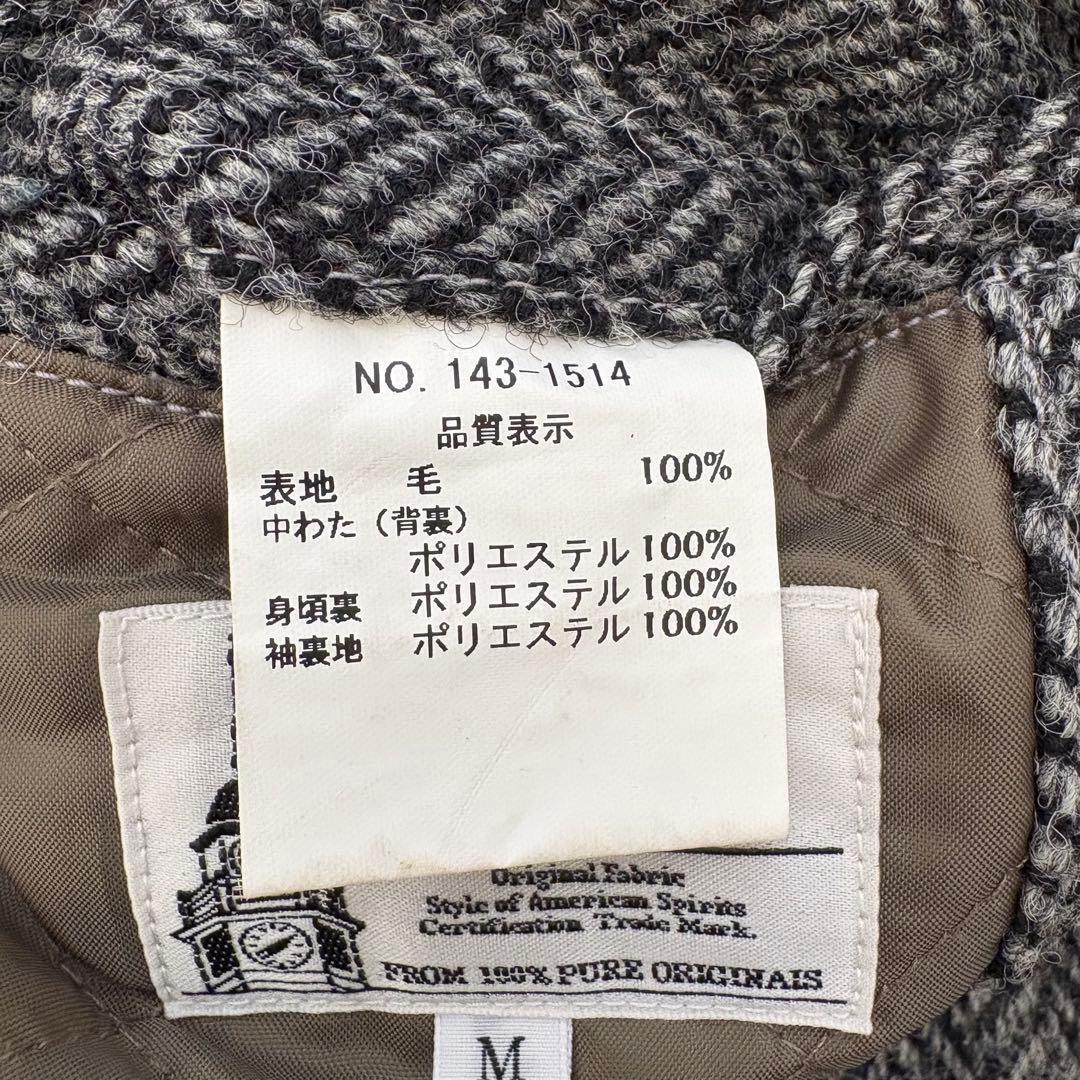 NO. 143-1514
品質表示
表地 毛 100%
中わた (背裏)
ポリエステル 100%
身頃裏 ポリエステル 100%
袖裏地 ポリエステル 100%
Original Fabric
Style of American Spirits
Certification Trade Mark.
FROM 100% PURE ORIGINALS
M